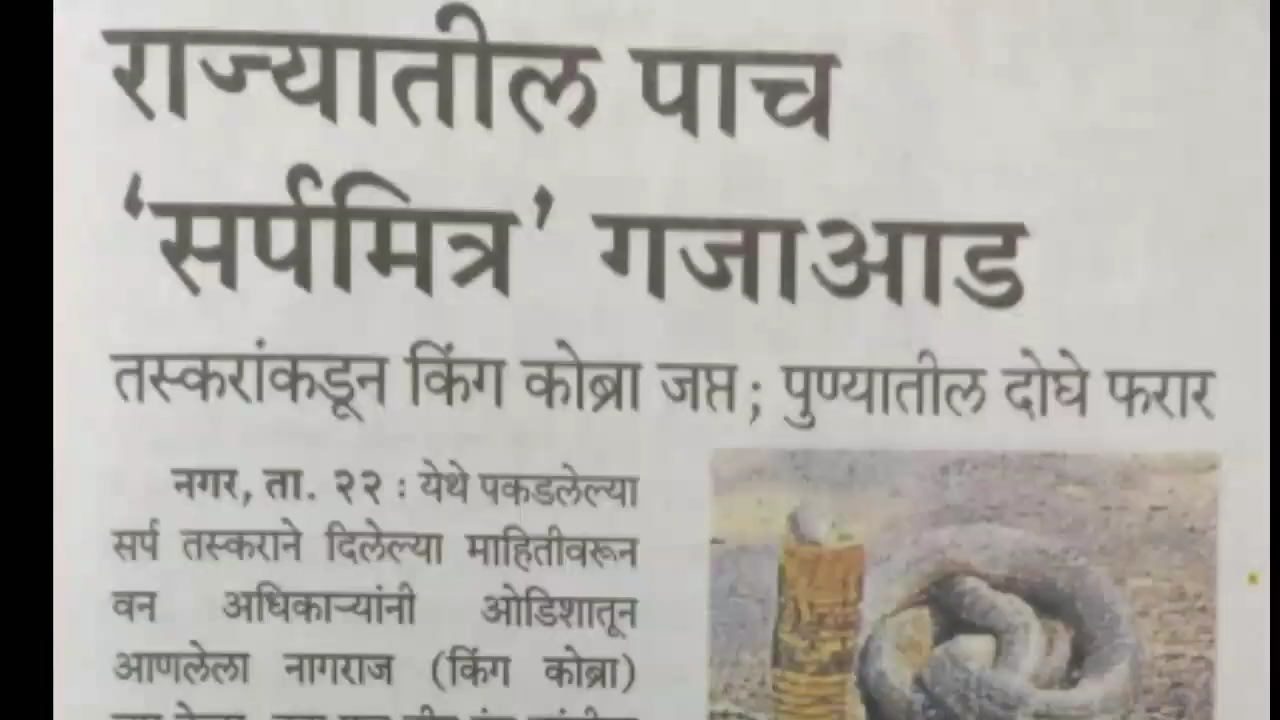 राज्यातील पाच
‘सर्पमित्र’ गजाआड
तस्करांकडून किंग कोब्रा जप्त; पुण्यातील दोघे फरार
नगर, ता. २२ : येथे पकडलेल्या
सर्प तस्कराने दिलेल्या माहितीवरून
वन अधिकाऱ्यांनी ओडिशातून
आणलेला नागराज (किंग कोब्रा)